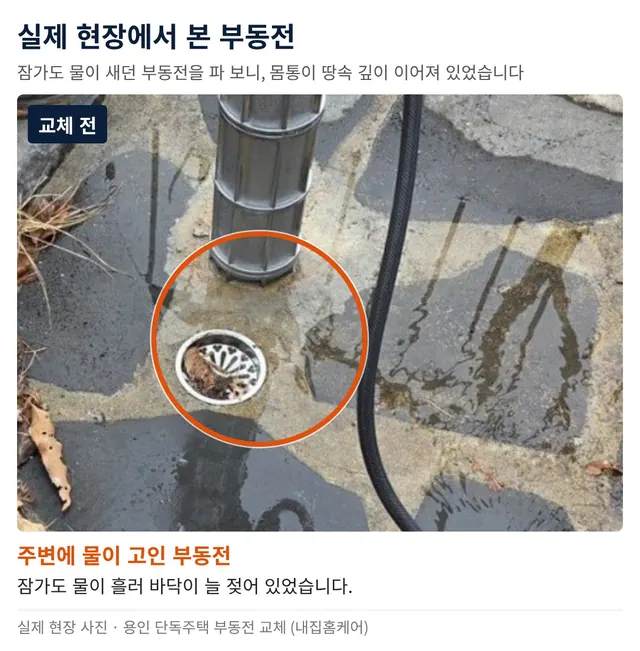 실제 현장에서 본 부동전
잠가도 물이 새던 부동전을 파 보니, 몸통이 땅속 깊이 이어져 있었습니다
교체 전
주변에 물이 고인 부동전
잠가도 물이 흘러 바닥이 늘 젖어 있었습니다.
실제 현장 사진 · 용인 단독주택 부동전 교체 (내집홈케어)